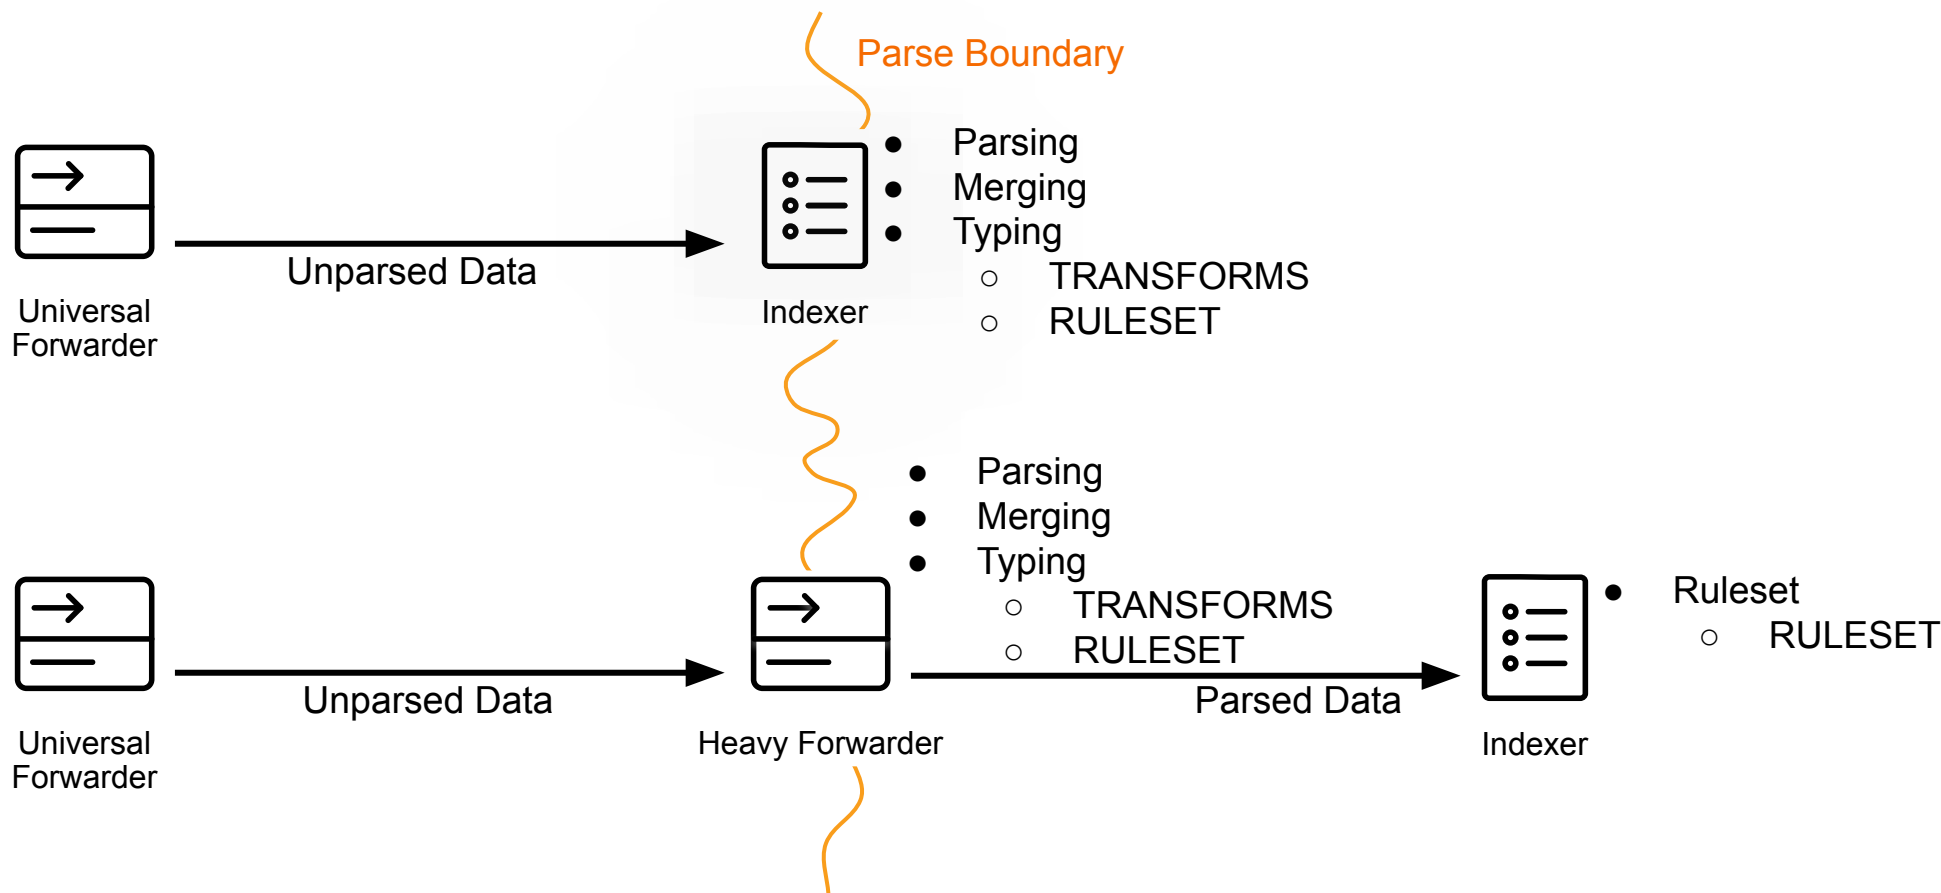 Parse Boundary
● Parsing
● Merging
● Typing
○ TRANSFORMS
○ RULESET
Unparsed Data
Universal
Forwarder
Indexer
● Parsing
● Merging
● Typing
○ TRANSFORMS
○ RULESET
Unparsed Data
Universal
Forwarder
Heavy Forwarder
Parsed Data
● Ruleset
○ RULESET
Indexer